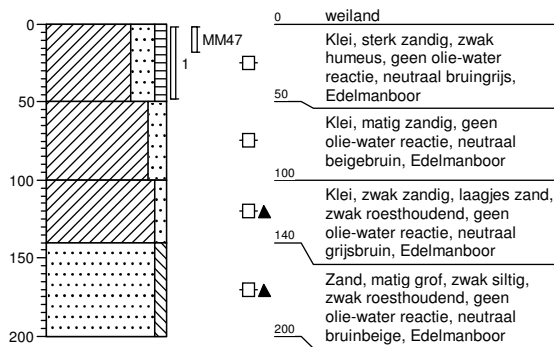 0
50
100
150
200
MM47
1
0 weiland
Klei, sterk zandig, zwak
humeus, geen olie-water
reactie, neutraal bruingrijs,
Edelmanboor
50
Klei, matig zandig, geen
olie-water reactie, neutraal
beigebruin, Edelmanboor
100
Klei, zwak zandig, laagjes zand,
zwak roesthoudend, geen
olie-water reactie, neutraal
grijsbruin, Edelmanboor
140
Zand, matig grof, zwak siltig,
zwak roesthoudend, geen
olie-water reactie, neutraal
bruinbeige, Edelmanboor
200